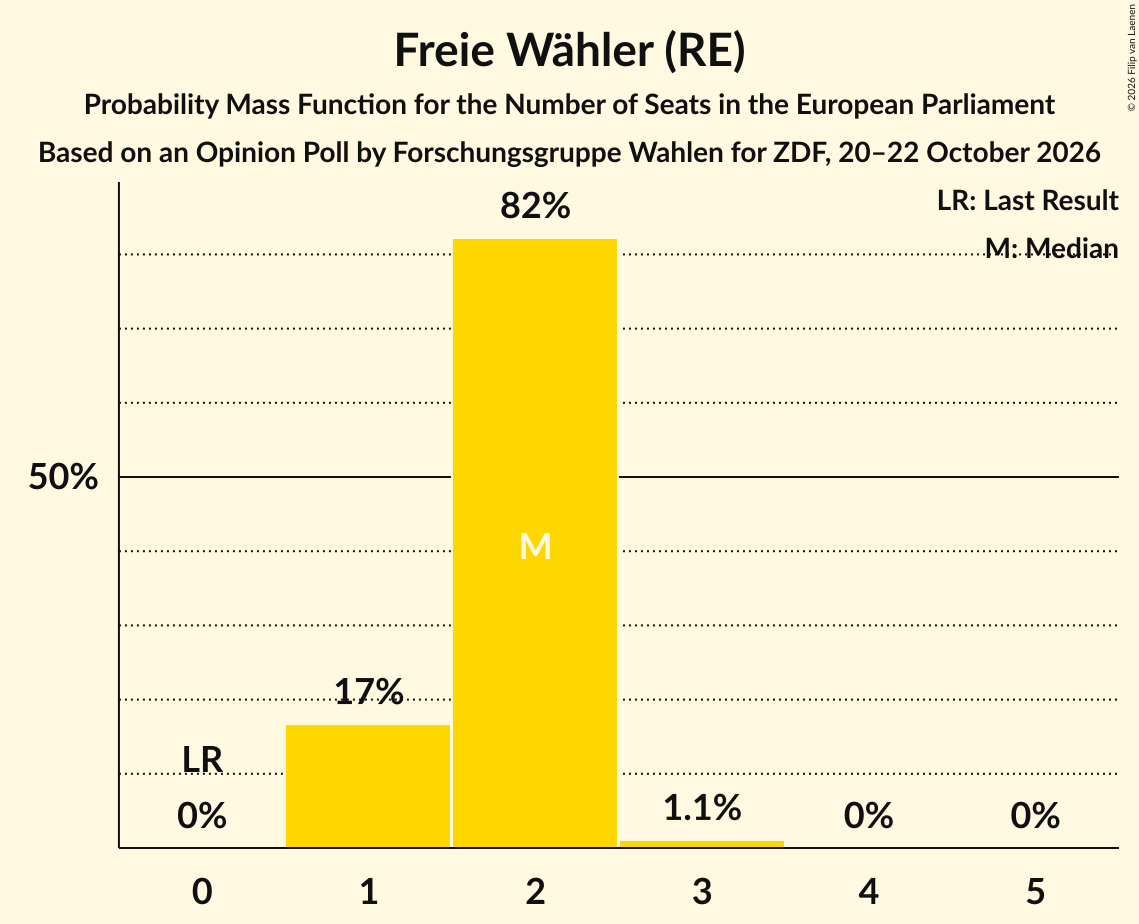 Freie Wähler (RE)
Probability Mass Function for the Number of Seats in the European Parliament
Based on an Opinion Poll by Forschungsgruppe Wahlen for ZDF, 20–22 October 2026
© 2026 Filip van Laenen
LR: Last Result
M: Median
82%
50%
M
17%
LR
0%
1.1%
0%
0%
0 1 2 3 4 5